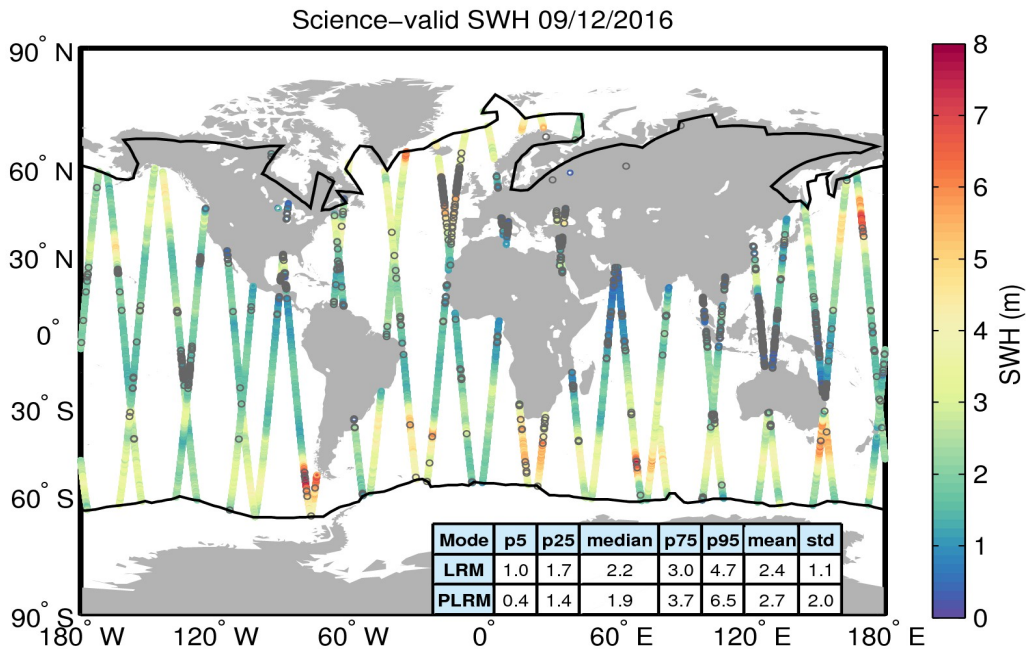 Science−valid SWH 09/12/2016
90° N
60° N
30° N
0°
30° S
60° S
90° S
180° W
120° W
60° W
0°
60° E
120° E
180° E
Mode p5 p25 median p75 p95 mean std
LRM 1.0 1.7 2.2 3.0 4.7 2.4 1.1
PLRM 0.4 1.4 1.9 3.7 6.5 2.7 2.0
8
7
6
5
4
3
2
1
0
SWH (m)